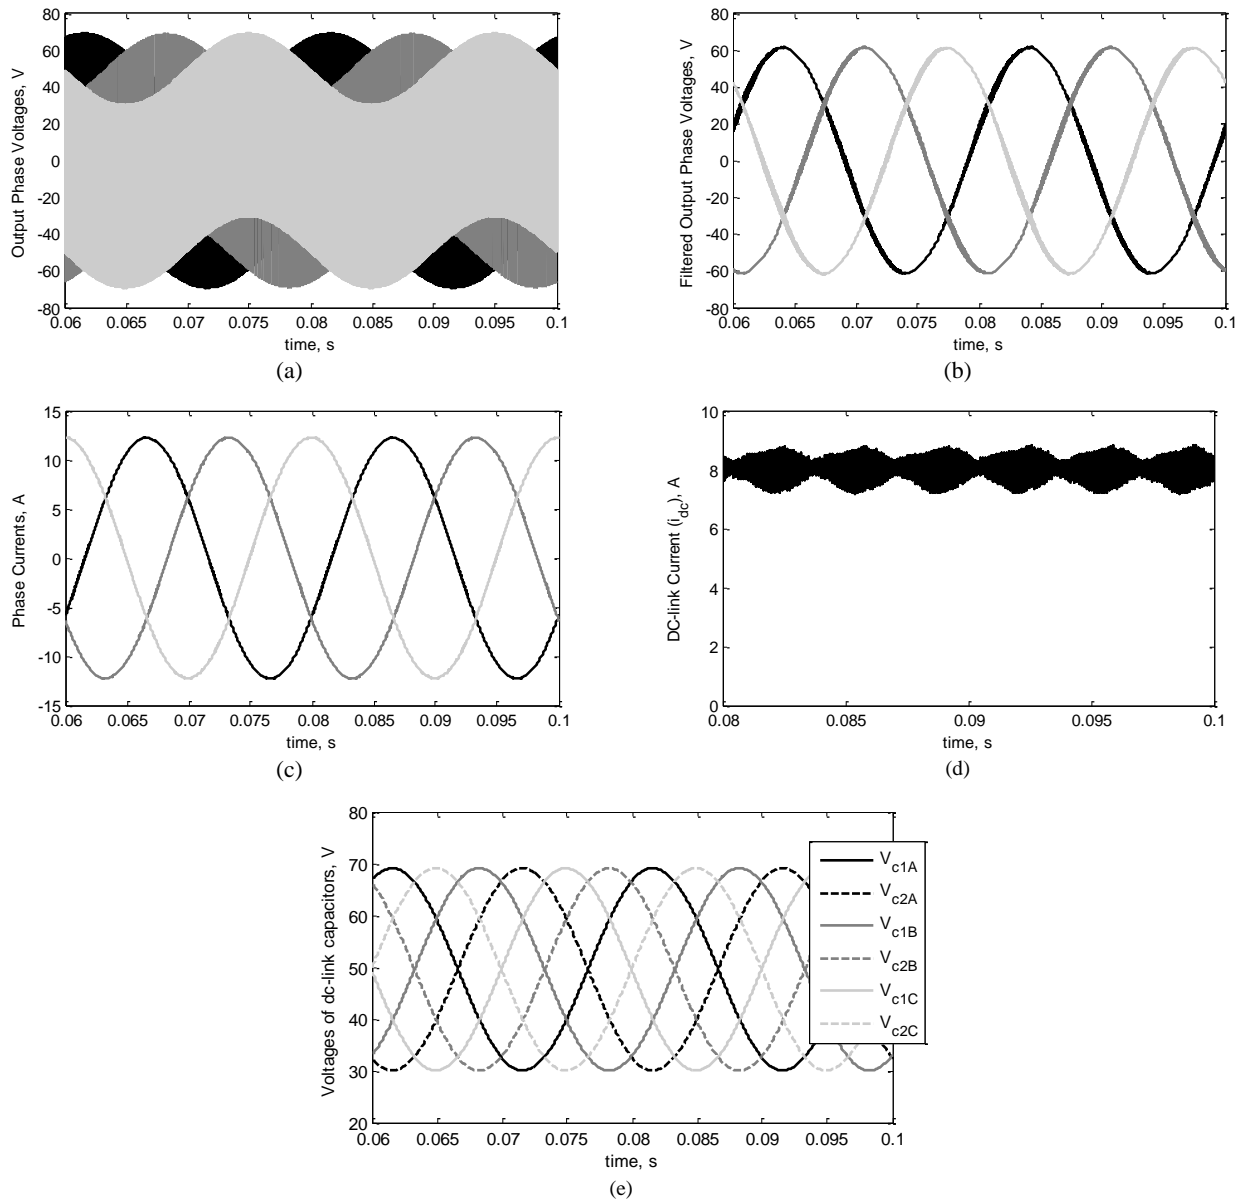 80
60
40
20
0
-20
-40
-60
-80
Output Phase Voltages, V
0.06 0.065 0.07 0.075 0.08 0.085 0.09 0.095 0.1
time, s
(a)
80
60
40
20
0
-20
-40
-60
-80
Filtered Output Phase Voltages, V
0.06 0.065 0.07 0.075 0.08 0.085 0.09 0.095 0.1
time, s
(b)
15
10
5
0
-5
-10
-15
Phase Currents, A
0.06 0.065 0.07 0.075 0.08 0.085 0.09 0.095 0.1
time, s
(c)
10
8
6
4
2
0
DC-link Current (i_dc), A
0.08 0.085 0.09 0.095 0.1
time, s
(d)
80
70
60
50
40
30
20
Voltages of dc-link capacitors, V
0.06 0.065 0.07 0.075 0.08 0.085 0.09 0.095 0.1
time, s
V_c1A
V_c2A
V_c1B
V_c2B
V_c1C
V_c2C
(e)